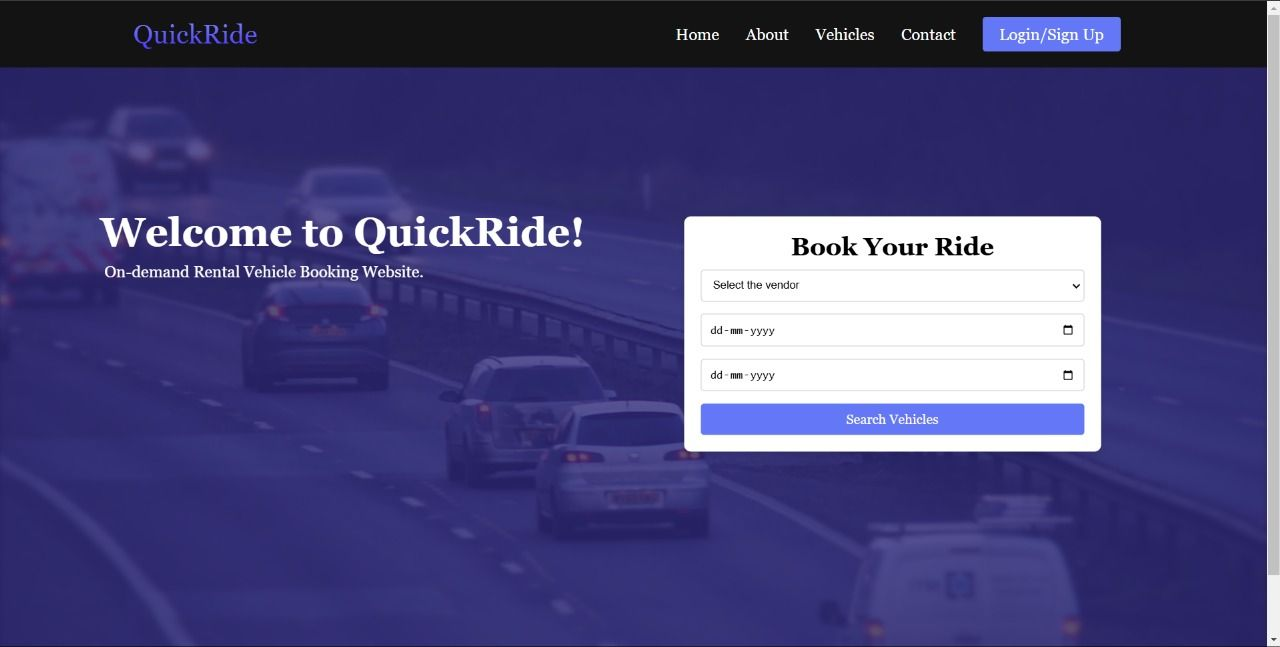 QuickRide
Home About Vehicles Contact Login/Sign Up
Welcome to QuickRide!
On-demand Rental Vehicle Booking Website.
Book Your Ride
Select the vendor
dd-mm-yyyy
dd-mm-yyyy
Search Vehicles